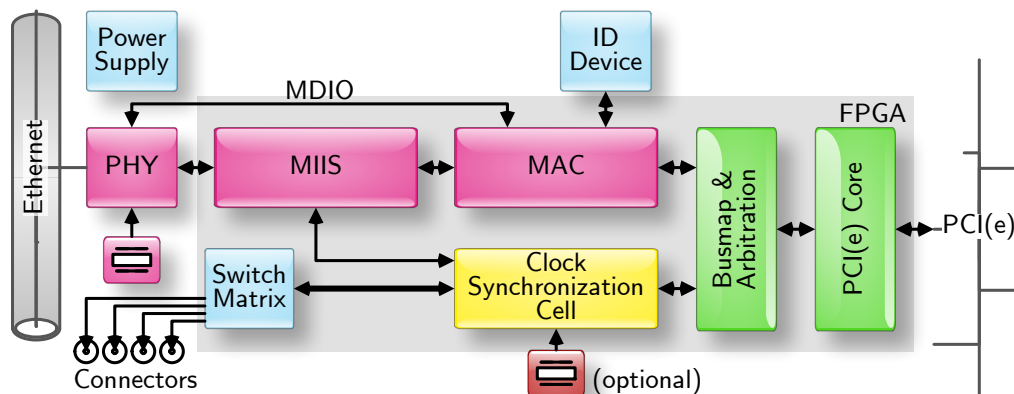 Power
Supply
ID
Device
MDIO
FPGA
Ethernet
PHY
MIIS
MAC
Busmap &
Arbitration
PCI(e) Core
PCI(e)
Switch
Matrix
Clock
Synchronization
Cell
Connectors
(optional)